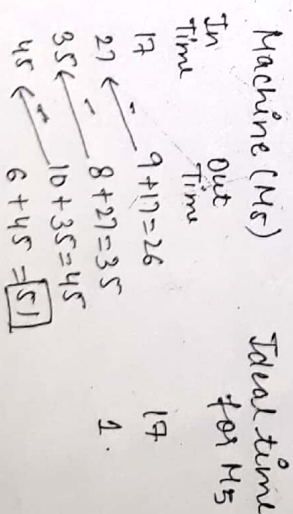 Machine (M5) Ideal time
In Out for M5
Time Time
17 9+17=26 17
27 8+27=35 1.
35 10+35=45
45 6+45=51